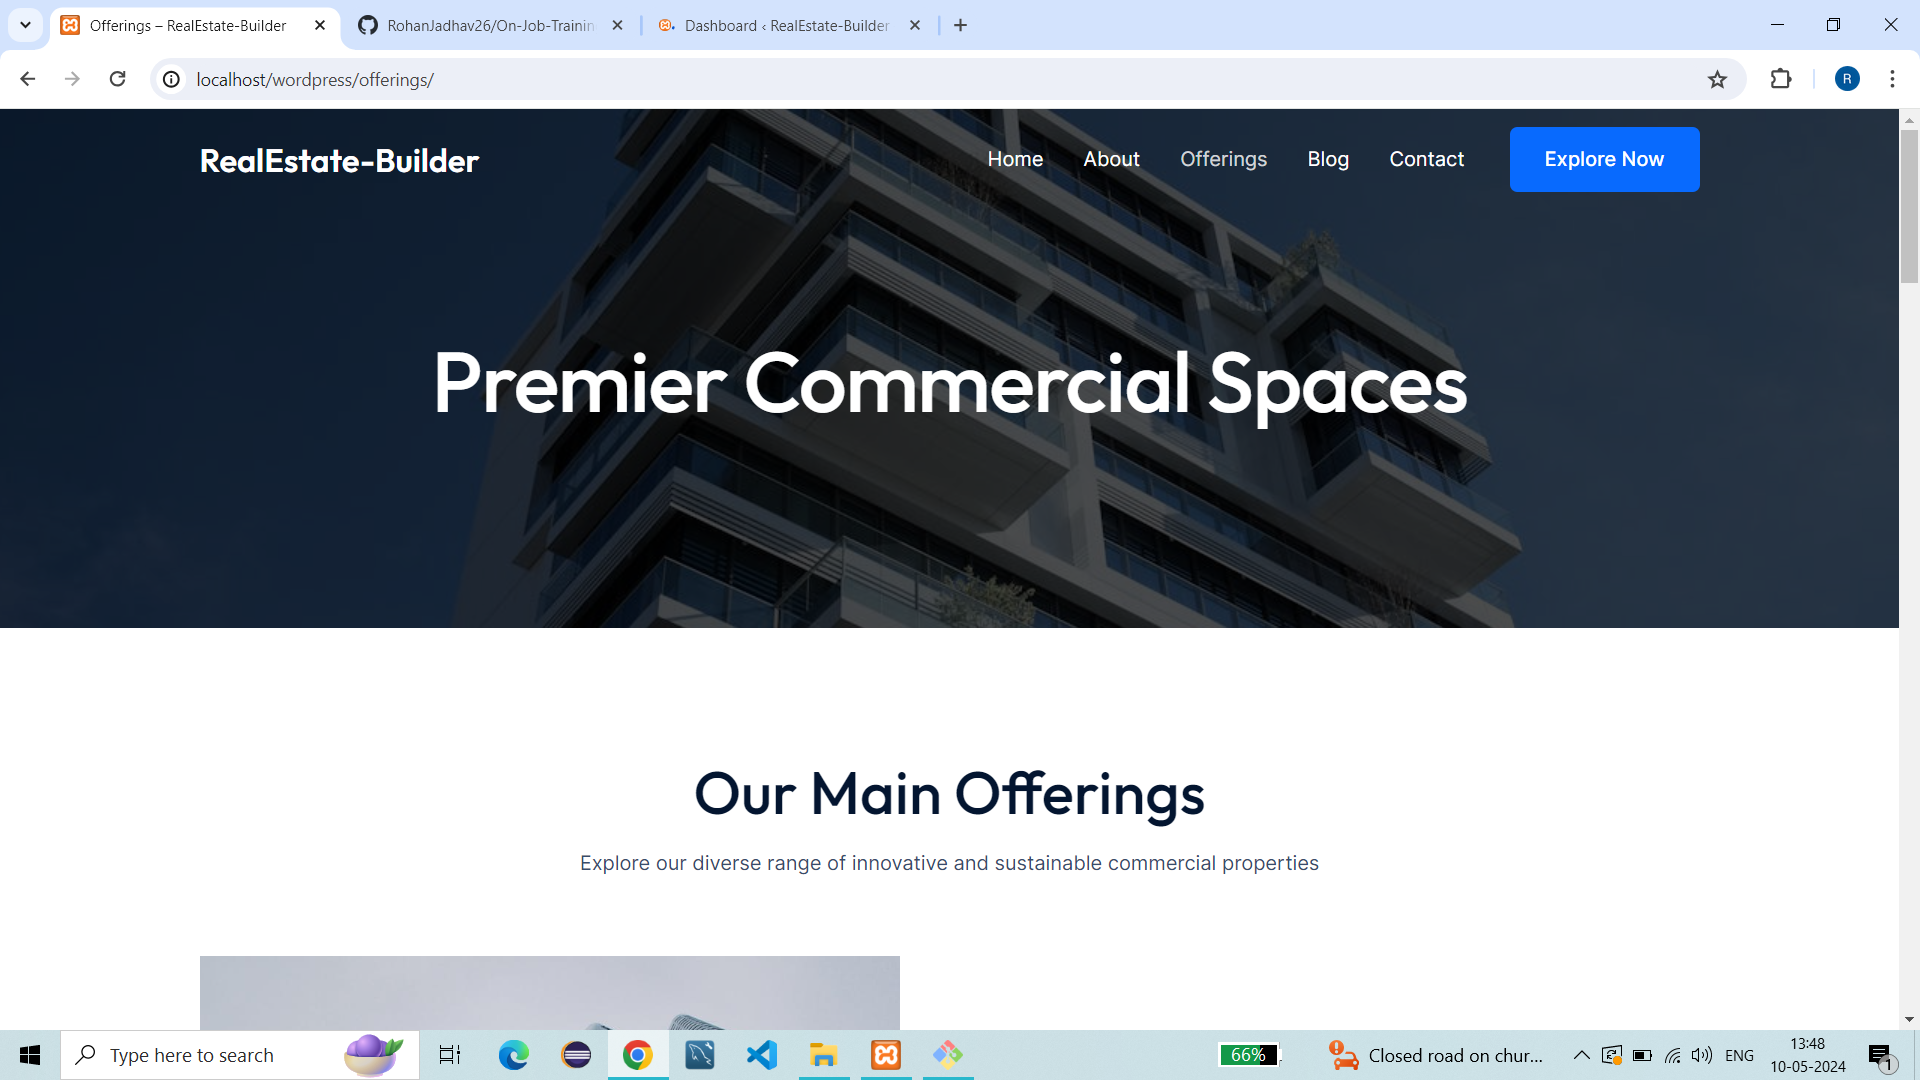 Offerings – RealEstate-Builder
RohanJadhav26/On-Job-Trainin
Dashboard ‹ RealEstate-Builder
localhost/wordpress/offerings/
R
RealEstate-Builder
Home
About
Offerings
Blog
Contact
Explore Now
Premier Commercial Spaces
Our Main Offerings
Explore our diverse range of innovative and sustainable commercial properties
Type here to search
66%
Closed road on chur...
ENG
13:48
10-05-2024
1